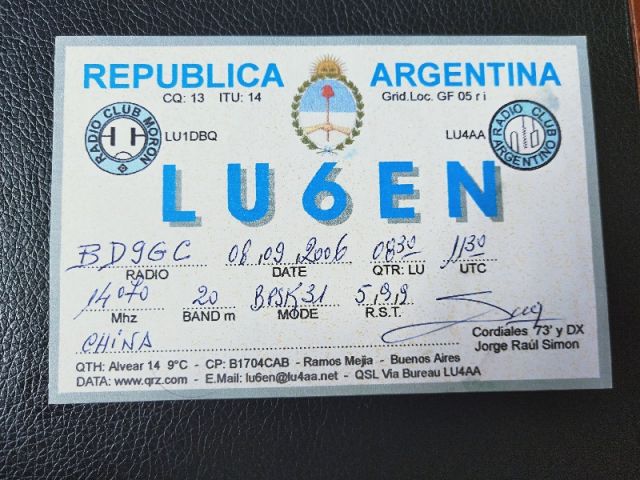 REPUBLICA ARGENTINA
CQ: 13 ITU: 14 Grid.Loc. GF 05 r i
RADIO CLUB MORON
LU1DBQ
LU4AA
RADIO CLUB ARGENTINO
LU6EN
BD9GC 08,09,2006 0830 1130
RADIO DATE QTR: LU UTC
14070 20 BPSK31 5,9,9
Mhz BAND m MODE R.S.T.
CHINA
Cordiales 73' y DX
Jorge Raúl Simon
QTH: Alvear 14 9°C - CP: B1704CAB - Ramos Mejia - Buenos Aires
DATA: www.qrz.com - E.Mail: lu6en@lu4aa.net - QSL Via Bureau LU4AA